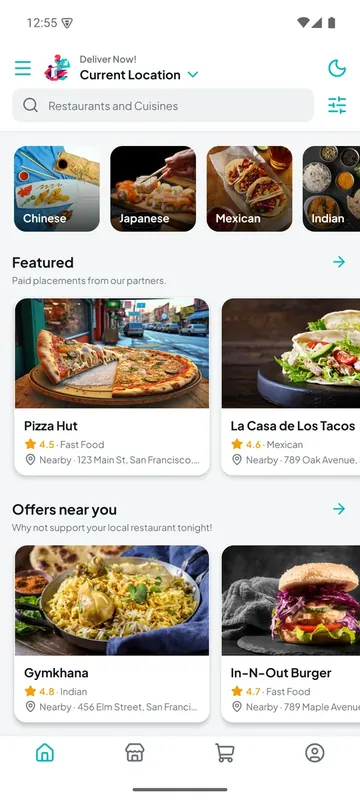 12:55
Deliver Now!
Current Location
Restaurants and Cuisines
Chinese
Japanese
Mexican
Indian
Featured
Paid placements from our partners.
Pizza Hut
4.5 · Fast Food
Nearby · 123 Main St, San Francisco,...
La Casa de Los Tacos
4.6 · Mexican
Nearby · 789 Oak Avenue,
Offers near you
Why not support your local restaurant tonight!
Gymkhana
4.8 · Indian
Nearby · 456 Elm Street, San Franci...
In-N-Out Burger
4.7 · Fast Food
Nearby · 789 Maple Avenue